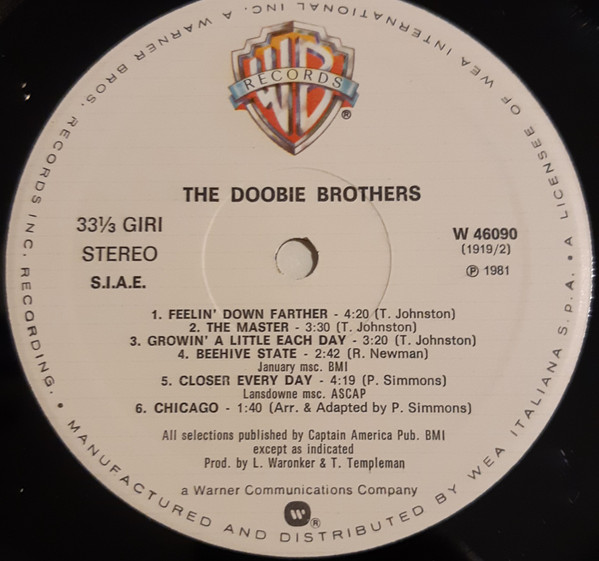 WB
RECORDS
®
THE DOOBIE BROTHERS
33⅓ GIRI
STEREO
S.I.A.E.
W 46090
(1919/2)
℗ 1981
1. FEELIN' DOWN FARTHER - 4:20 (T. Johnston)
2. THE MASTER - 3:30 (T. Johnston)
3. GROWIN' A LITTLE EACH DAY - 3:20 (T. Johnston)
4. BEEHIVE STATE - 2:42 (R. Newman)
January msc. BMI
5. CLOSER EVERY DAY - 4:19 (P. Simmons)
Lansdowne msc. ASCAP
6. CHICAGO - 1:40 (Arr. & Adapted by P. Simmons)
All selections published by Captain America Pub. BMI
except as indicated
Prod. by L. Waronker & T. Templeman
a Warner Communications Company
W ®
• MANUFACTURED AND DISTRIBUTED BY WEA ITALIANA S.P.A. • A LICENSEE OF WEA INTERNATIONAL INC. A WARNER BROS. RECORDS INC. RECORDING.